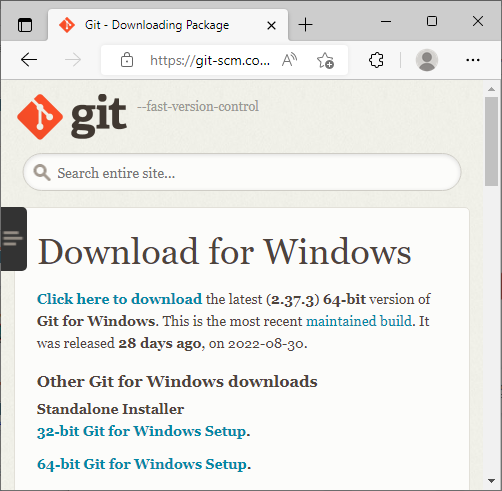 Git - Downloading Package
https://git-scm.co...
git
--fast-version-control
Search entire site...
Download for Windows
Click here to download the latest (2.37.3) 64-bit version of
Git for Windows. This is the most recent maintained build. It
was released 28 days ago, on 2022-08-30.
Other Git for Windows downloads
Standalone Installer
32-bit Git for Windows Setup.
64-bit Git for Windows Setup.